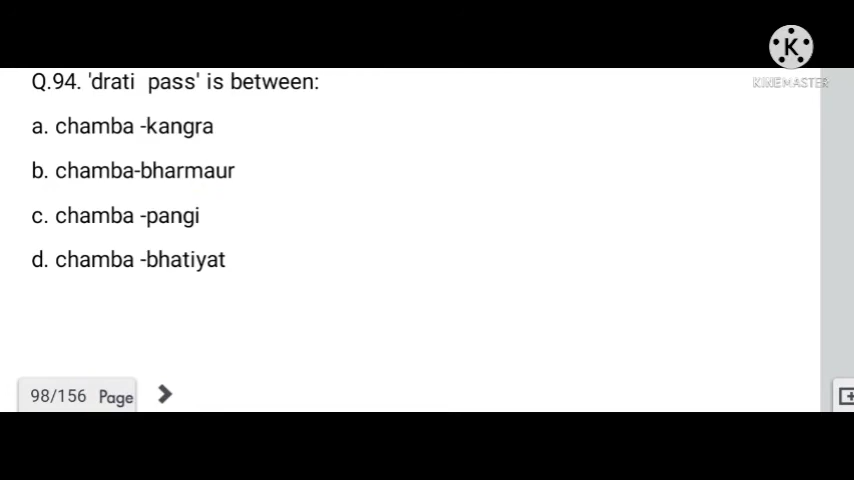 K
KINEMASTER
Q.94. 'drati pass' is between:
a. chamba -kangra
b. chamba-bharmaur
c. chamba -pangi
d. chamba -bhatiyat
98/156 Page